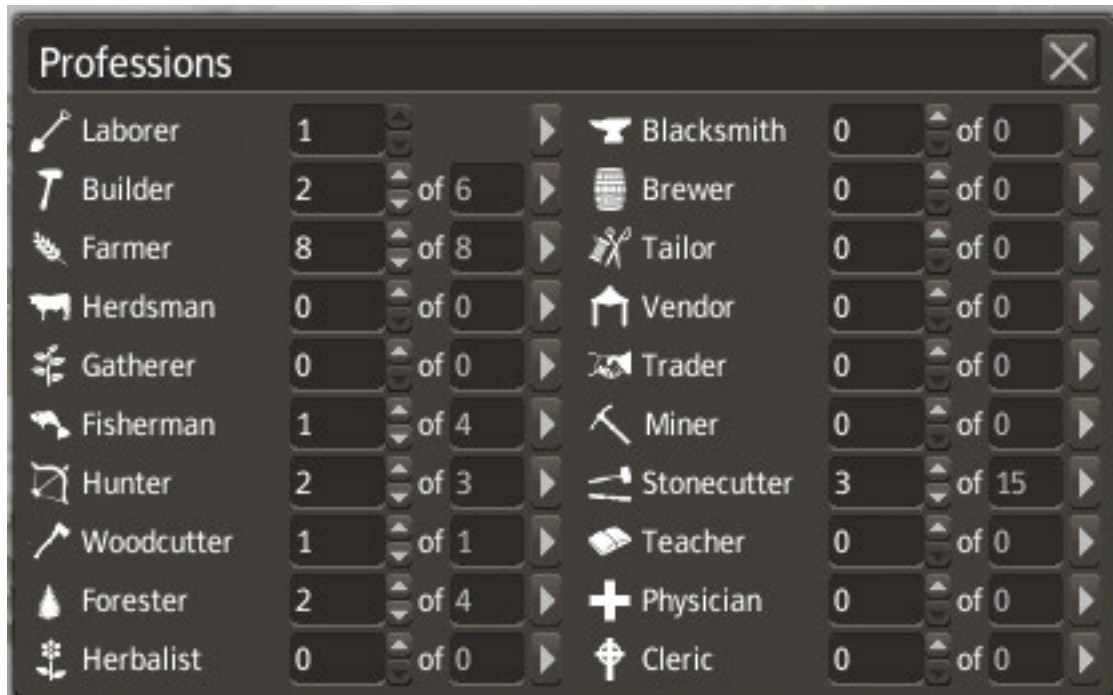 Professions
Laborer 1
Builder 2 of 6
Farmer 8 of 8
Herdsman 0 of 0
Gatherer 0 of 0
Fisherman 1 of 4
Hunter 2 of 3
Woodcutter 1 of 1
Forester 2 of 4
Herbalist 0 of 0
Blacksmith 0 of 0
Brewer 0 of 0
Tailor 0 of 0
Vendor 0 of 0
Trader 0 of 0
Miner 0 of 0
Stonecutter 3 of 15
Teacher 0 of 0
Physician 0 of 0
Cleric 0 of 0